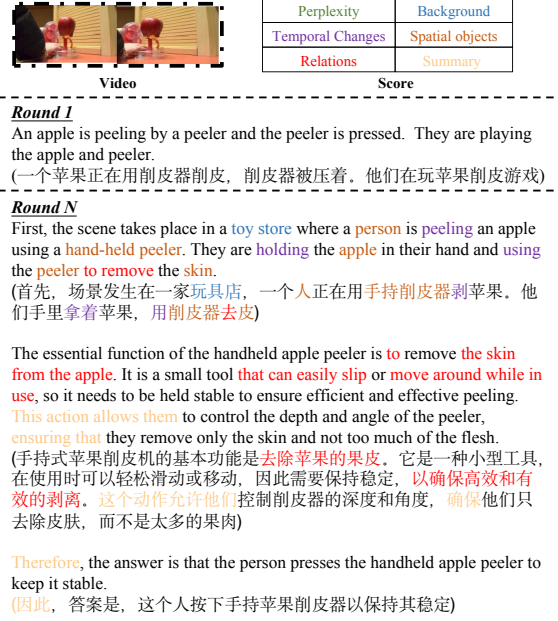 Perplexity Background
Temporal Changes Spatial objects
Relations Summary
Video Score
Round 1
An apple is peeling by a peeler and the peeler is pressed. They are playing
the apple and peeler.
(一个苹果正在用削皮器削皮，削皮器被压着。他们在玩苹果削皮游戏)
Round N
First, the scene takes place in a toy store where a person is peeling an apple
using a hand-held peeler. They are holding the apple in their hand and using
the peeler to remove the skin.
(首先，场景发生在一家玩具店，一个人正在用手持削皮器剥苹果。他
们手里拿着苹果，用削皮器去皮)
The essential function of the handheld apple peeler is to remove the skin
from the apple. It is a small tool that can easily slip or move around while in
use, so it needs to be held stable to ensure efficient and effective peeling.
This action allows them to control the depth and angle of the peeler,
ensuring that they remove only the skin and not too much of the flesh.
(手持式苹果削皮机的基本功能是去除苹果的果皮。它是一种小型工具，
在使用时可以轻松滑动或移动，因此需要保持稳定，以确保高效和有
效的剥离。这个动作允许他们控制削皮器的深度和角度，确保他们只
去除皮肤，而不是太多的果肉)
Therefore, the answer is that the person presses the handheld apple peeler to
keep it stable.
(因此，答案是，这个人按下手持苹果削皮器以保持其稳定)